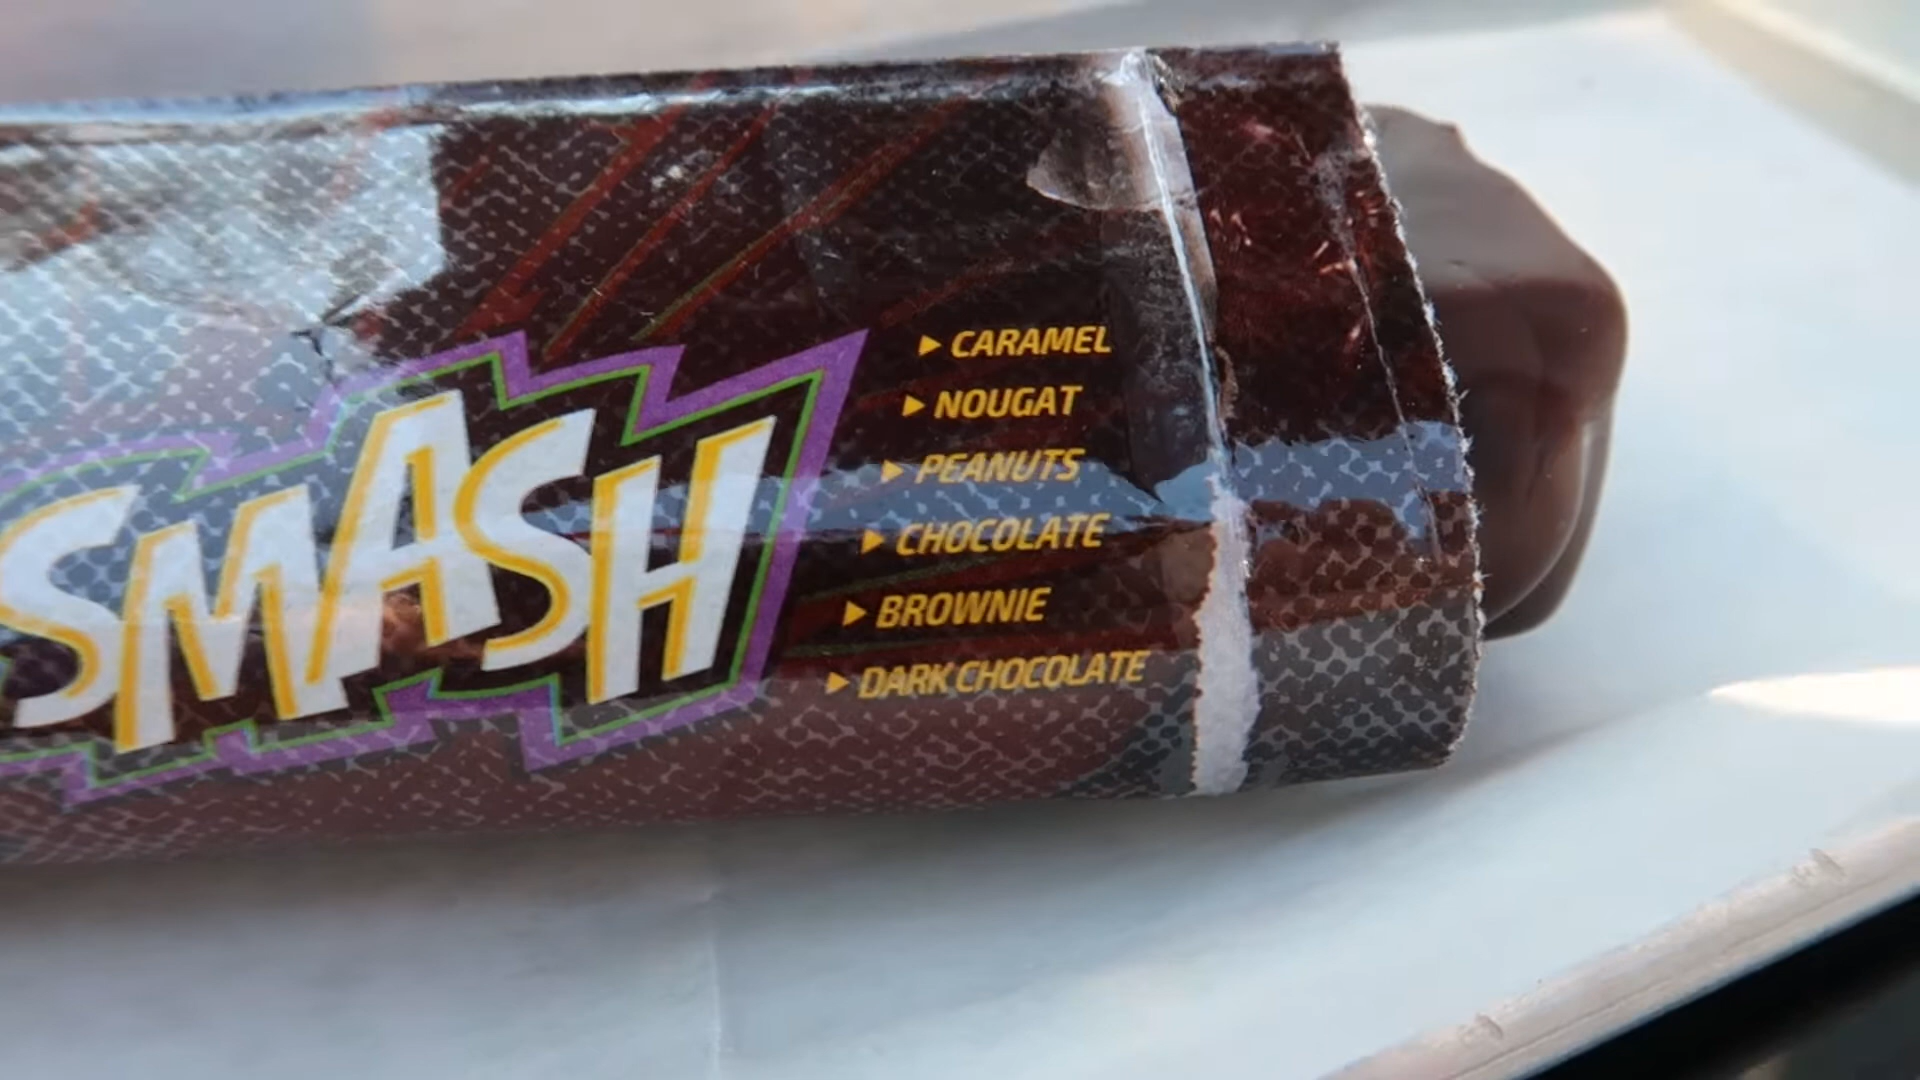 SMASH
CARAMEL
NOUGAT
PEANUTS
CHOCOLATE
BROWNIE
DARK CHOCOLATE